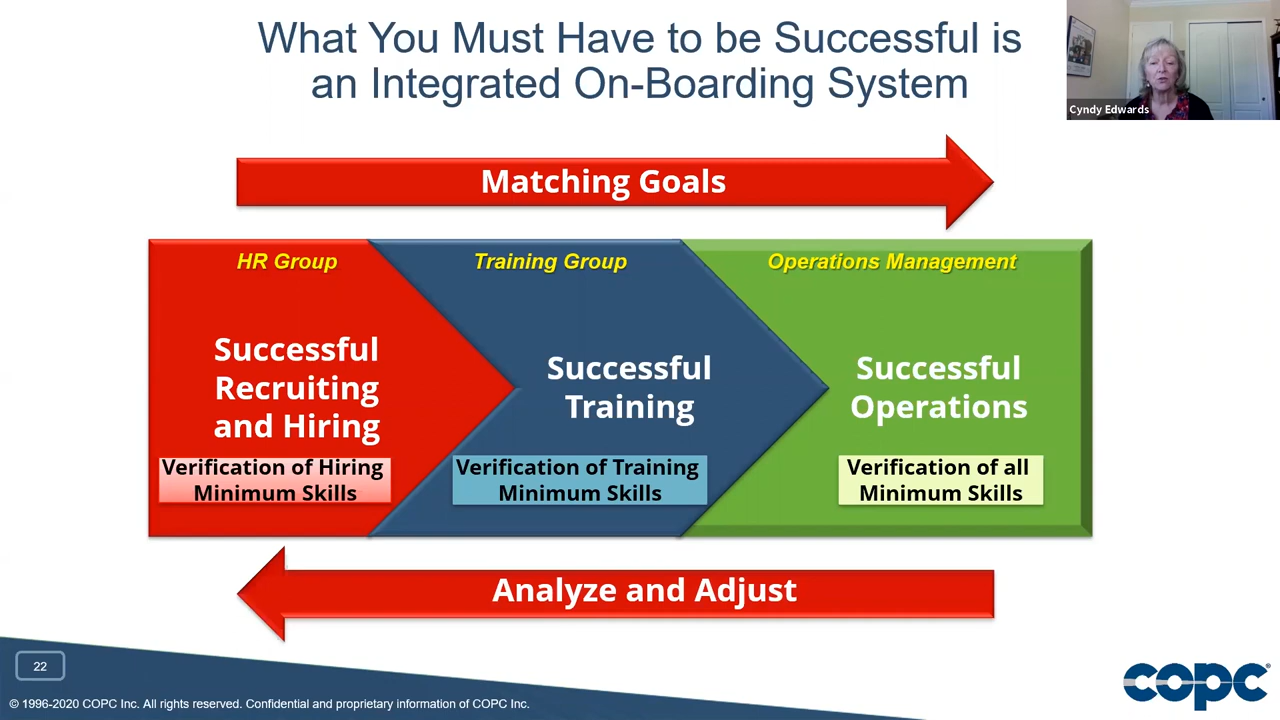 What You Must Have to be Successful is
an Integrated On-Boarding System
Cyndy Edwards
Matching Goals
HR Group
Training Group
Operations Management
Successful
Recruiting
and Hiring
Successful
Training
Successful
Operations
Verification of Hiring
Minimum Skills
Verification of Training
Minimum Skills
Verification of all
Minimum Skills
Analyze and Adjust
22
© 1996-2020 COPC Inc. All rights reserved. Confidential and proprietary information of COPC Inc.
copc®